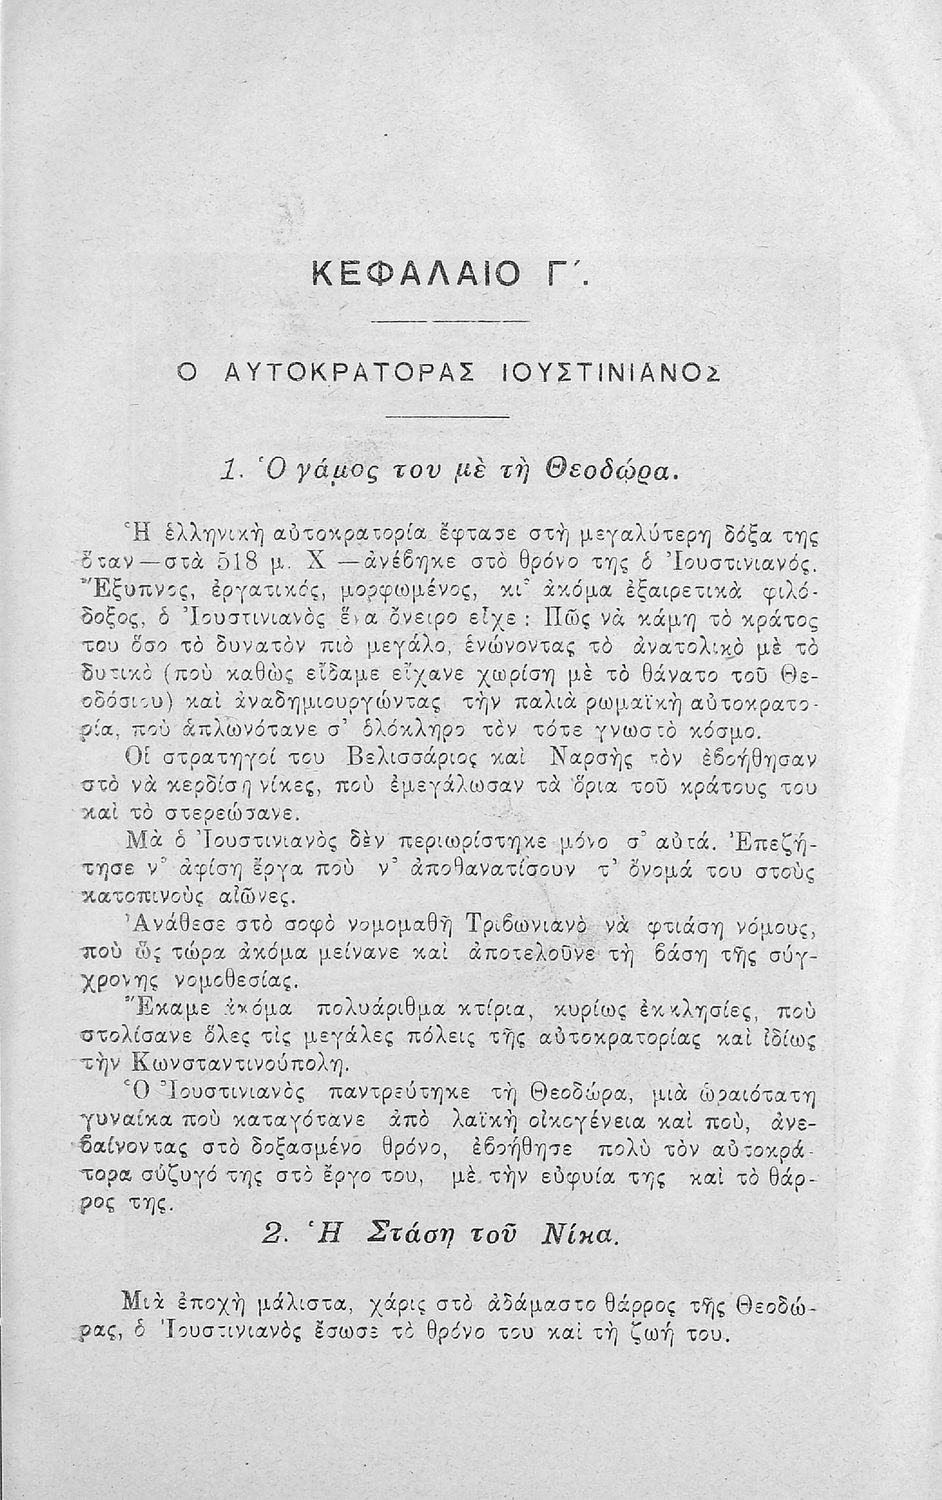 ΚΕΦΑΛΑΙΟ Γ΄.
Ο ΑΥΤΟΚΡΑΤΟΡΑΣ ΙΟΥΣΤΙΝΙΑΝΟΣ
1. Ὁ γάμος του μὲ τὴ Θεοδώρα.
Ἡ ἑλληνικὴ αὐτοκρατορία ἔφτασε στὴ μεγαλύτερη δόξα της
ὅταν—στὰ 518 μ. Χ—ἀνέβηκε στὸ θρόνο της ὁ Ἰουστινιανός.
Ἔξυπνος, ἐργατικός, μορφωμένος, κι᾿ ἀκόμα ἐξαιρετικὰ φιλό-
δοξος, ὁ Ἰουστινιανὸς ἕνα ὄνειρο εἶχε : Πῶς νὰ κάμη τὸ κράτος
του ὅσο τὸ δυνατὸν πιὸ μεγάλο, ἑνώνοντας τὸ ἀνατολικὸ μὲ τὸ
δυτικὸ (ποὺ καθὼς εἴδαμε εἴχανε χωρίση μὲ τὸ θάνατο τοῦ Θε-
οδόσιου) καὶ ἀναδημιουργώντας τὴν παλιὰ ρωμαϊκὴ αὐτοκρατο-
ρία, ποὺ ἁπλωνότανε σ᾿ ὁλόκληρο τὸν τότε γνωστὸ κόσμο.
Οἱ στρατηγοί του Βελισσάριος καὶ Ναρσὴς τὸν ἐβοήθησαν
στὸ νὰ κερδίση νίκες, ποὺ ἐμεγάλωσαν τὰ ὅρια τοῦ κράτους του
καὶ τὸ στερεώσανε.
Μὰ ὁ Ἰουστινιανὸς δὲν περιωρίστηκε μόνο σ᾿ αὐτά. Ἐπεζή-
τησε ν᾿ ἀφίση ἔργα ποὺ ν᾿ ἀποθανατίσουν τ᾿ ὄνομά του στοὺς
κατοπινοὺς αἰῶνες.
Ἀνάθεσε στὸ σοφὸ νομομαθῆ Τριβωνιανὸ νὰ φτιάση νόμους,
ποὺ ὣς τώρα ἀκόμα μείνανε καὶ ἀποτελοῦνε τὴ βάση τῆς σύγ-
χρονης νομοθεσίας.
Ἔκαμε ἀκόμα πολυάριθμα κτίρια, κυρίως ἐκκλησίες, ποὺ
στολίσανε ὅλες τὶς μεγάλες πόλεις τῆς αὐτοκρατορίας καὶ ἰδίως
τὴν Κωνσταντινούπολη.
Ὁ Ἰουστινιανὸς παντρεύτηκε τὴ Θεοδώρα, μιὰ ὡραιότατη
γυναίκα ποὺ καταγότανε ἀπὸ λαϊκὴ οἰκογένεια καὶ πού, ἀνε-
βαίνοντας στὸ δοξασμένο θρόνο, ἐβοήθησε πολὺ τὸν αὐτοκρά-
τορα σύζυγό της στὸ ἔργο του, μὲ τὴν εὐφυία της καὶ τὸ θάρ-
ρος της.
2. Ἡ Στάση τοῦ Νίκα.
Μιὰ ἐποχὴ μάλιστα, χάρις στὸ ἀδάμαστο θάρρος τῆς Θεοδώ-
ρας, ὁ Ἰουστινιανὸς ἔσωσε τὸ θρόνο του καὶ τὴ ζωή του.